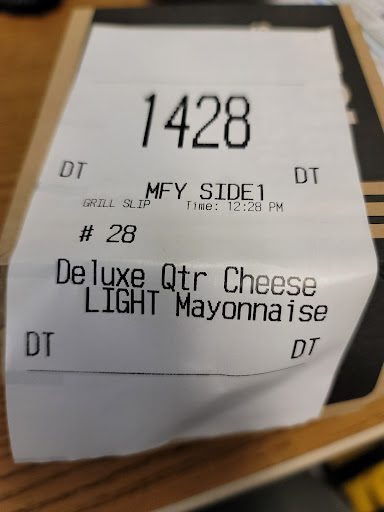 1428
DT DT
MFY SIDE1
GRILL SLIP Time: 12:28 PM
# 28
Deluxe Qtr Cheese
LIGHT Mayonnaise
DT DT